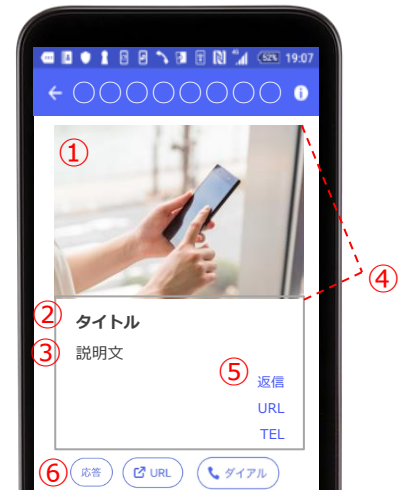 52% 19:07
← ○○○○○○○○○ i
①
②
タイトル
③
説明文
④
⑤
返信
URL
TEL
⑥
応答
URL
ダイアル